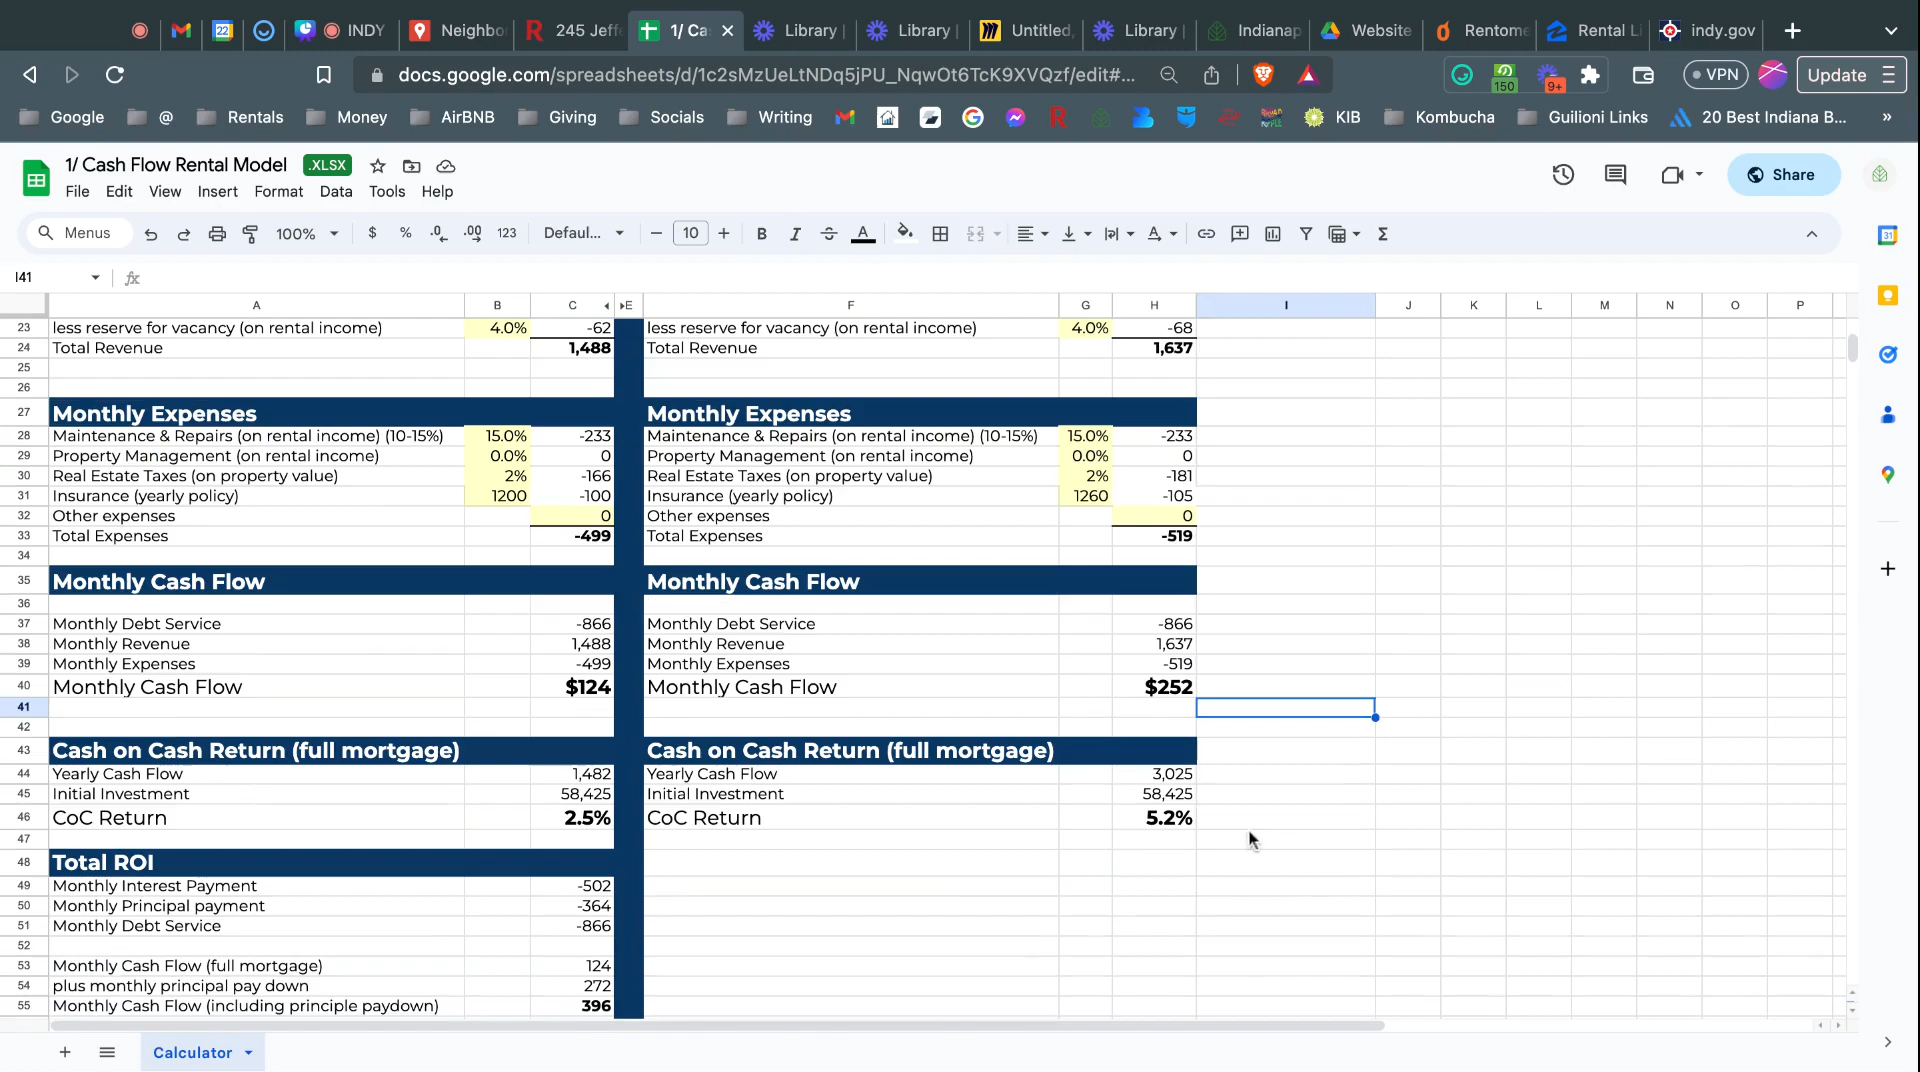 22
INDY
Neighbo
245 Jeff
1/ Ca
Library
Library
Untitled
Library
Indianap
Website
Rentome
Rental Li
indy.gov
docs.google.com/spreadsheets/d/1c2sMzUeLtNDq5jPU_NqwOt6TcK9XVQzf/edit#...
150
9+
VPN
Update
Google
@
Rentals
Money
AirBNB
Giving
Socials
Writing
KIB
Kombucha
Guilioni Links
20 Best Indiana B...
»
1/ Cash Flow Rental Model
.XLSX
File Edit View Insert Format Data Tools Help
Share
Menus
100%
$ % .0 .00 123
Defaul...
10
B I A
I41
fx
A B C E F G H I J K L M N O P
23 less reserve for vacancy (on rental income) 4.0% -62 less reserve for vacancy (on rental income) 4.0% -68
24 Total Revenue 1,488 Total Revenue 1,637
25
26
27 Monthly Expenses Monthly Expenses
28 Maintenance & Repairs (on rental income) (10-15%) 15.0% -233 Maintenance & Repairs (on rental income) (10-15%) 15.0% -233
29 Property Management (on rental income) 0.0% 0 Property Management (on rental income) 0.0% 0
30 Real Estate Taxes (on property value) 2% -166 Real Estate Taxes (on property value) 2% -181
31 Insurance (yearly policy) 1200 -100 Insurance (yearly policy) 1260 -105
32 Other expenses 0 Other expenses 0
33 Total Expenses -499 Total Expenses -519
34
35 Monthly Cash Flow Monthly Cash Flow
36
37 Monthly Debt Service -866 Monthly Debt Service -866
38 Monthly Revenue 1,488 Monthly Revenue 1,637
39 Monthly Expenses -499 Monthly Expenses -519
40 Monthly Cash Flow $124 Monthly Cash Flow $252
41
42
43 Cash on Cash Return (full mortgage) Cash on Cash Return (full mortgage)
44 Yearly Cash Flow 1,482 Yearly Cash Flow 3,025
45 Initial Investment 58,425 Initial Investment 58,425
46 CoC Return 2.5% CoC Return 5.2%
47
48 Total ROI
49 Monthly Interest Payment -502
50 Monthly Principal payment -364
51 Monthly Debt Service -866
52
53 Monthly Cash Flow (full mortgage) 124
54 plus monthly principal pay down 272
55 Monthly Cash Flow (including principle paydown) 396
Calculator
31